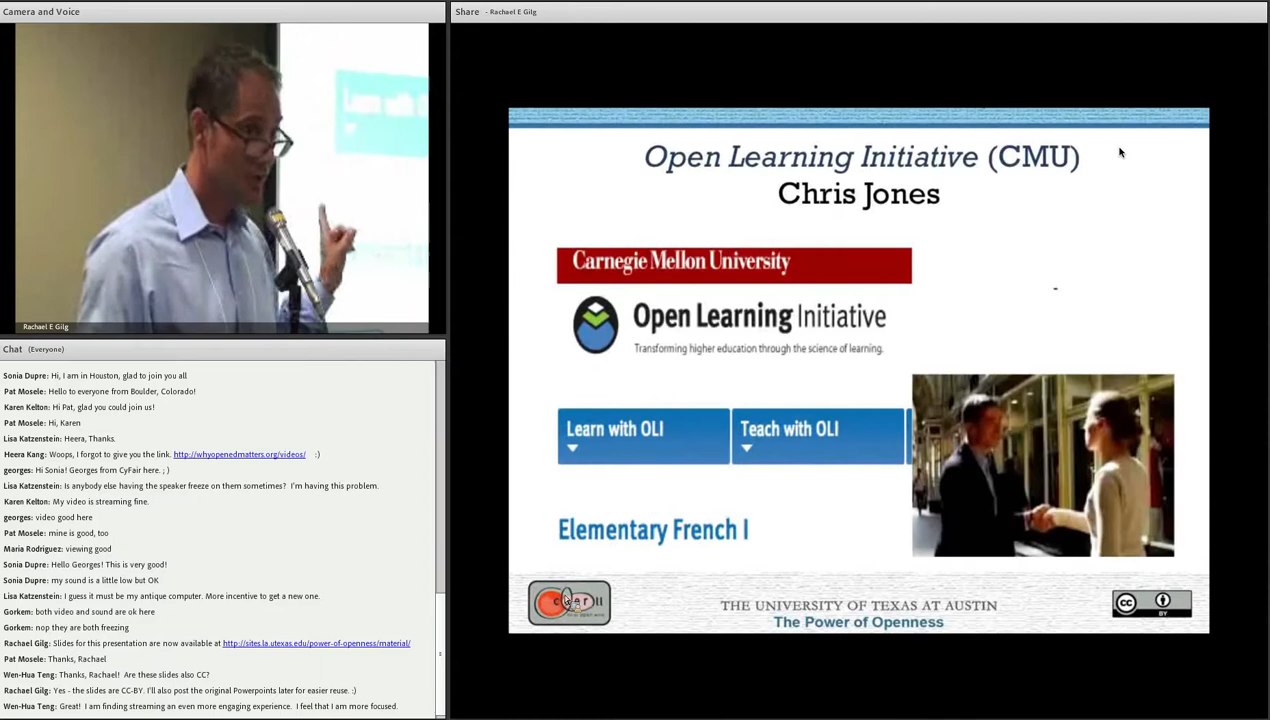 Camera and Voice
Rachael E Gilg
Chat (Everyone)
Sonia Dupre: Hi, I am in Houston, glad to join you all
Pat Mosele: Hello to everyone from Boulder, Colorado!
Karen Kelton: Hi Pat, glad you could join us!
Pat Mosele: Hi, Karen
Lisa Katzenstein: Heera, Thanks.
Heera Kang: Woops, I forgot to give you the link. http://whyopenedmatters.org/videos/ :)
georges: Hi Sonia! Georges from CyFair here. ; )
Lisa Katzenstein: Is anybody else having the speaker freeze on them sometimes? I'm having this problem.
Karen Kelton: My video is streaming fine.
georges: video good here
Pat Mosele: mine is good, too
Maria Rodriguez: viewing good
Sonia Dupre: Hello Georges! This is very good!
Sonia Dupre: my sound is a little low but OK
Lisa Katzenstein: I guess it must be my antique computer. More incentive to get a new one.
Gorken: both video and sound are ok here
Gorken: nop they are both freezing
Rachael Gilg: Slides for this presentation are now available at http://sites.la.utexas.edu/power-of-openness/material/
Pat Mosele: Thanks, Rachael
Wen-Hua Teng: Thanks, Rachael! Are these slides also CC?
Rachael Gilg: Yes - the slides are CC-BY. I'll also post the original Powerpoints later for easier reuse. :)
Wen-Hua Teng: Great! I am finding streaming an even more engaging experience. I feel that I am more focused.
Share - Rachael E Gilg
Open Learning Initiative (CMU)
Chris Jones
Carnegie Mellon University
Open Learning Initiative
Transforming higher education through the science of learning.
Learn with OLI
Teach with OLI
Elementary French I
THE UNIVERSITY OF TEXAS AT AUSTIN
The Power of Openness
cc
BY